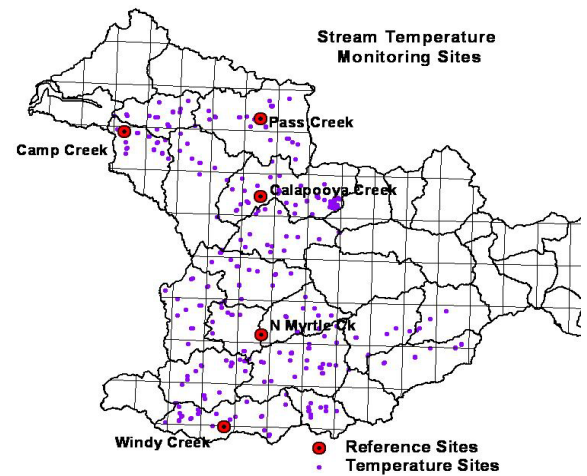 Stream Temperature
Monitoring Sites
Pass Creek
Camp Creek
Calapooya Creek
N Myrtle Ck
Windy Creek
Reference Sites
Temperature Sites